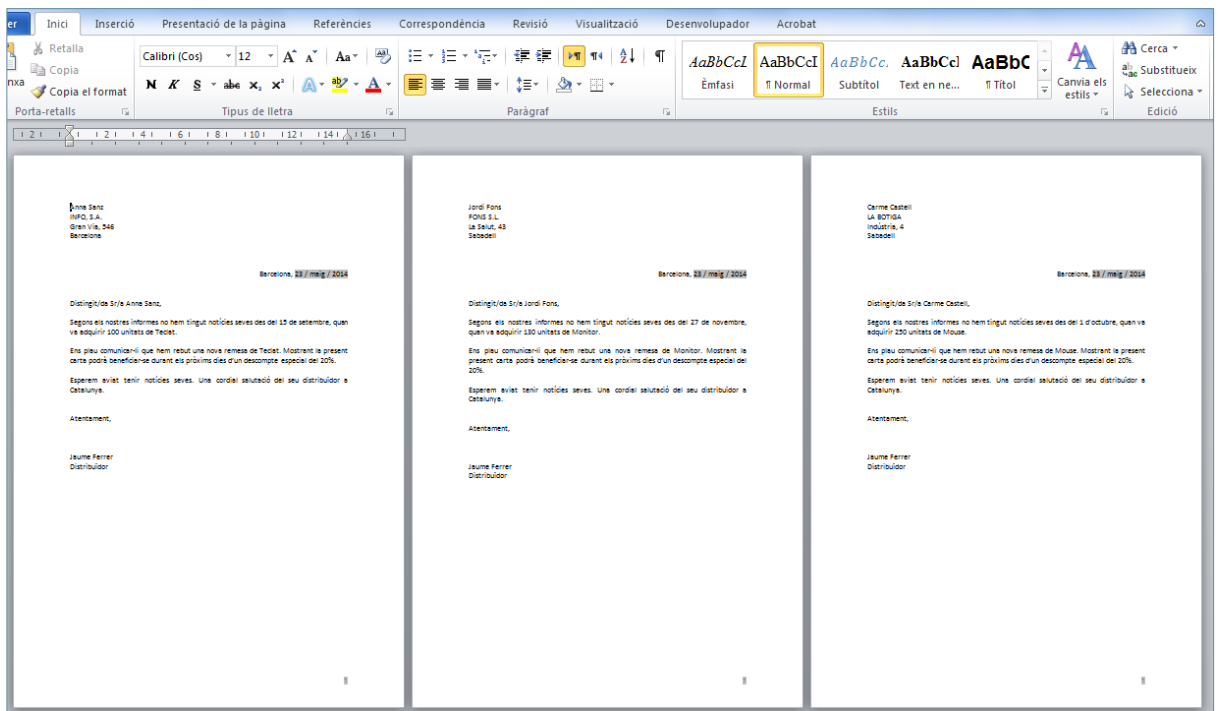 er Inici Inserció Presentació de la pàgina Referències Correspondència Revisió Visualització Desenvolupador Acrobat
Retalla
Copia
nxa
Copia el format
Porta-retalls
Calibri (Cos) 12
Tipus de lletra
Paràgraf
AaBbCcI AaBbCcI AaBbCc. AaBbCcl AaBbC
Èmfasi ¶ Normal Subtítol Text en ne... ¶ Títol
Canvia els
estils
Estils
Cerca
Substitueix
Selecciona
Edició
2 2 4 6 8 10 12 14 16
Anna Sanz
INFO, S.A.
Gran Via, 546
Barcelona
Barcelona, 23 / maig / 2014
Distingit/da Sr/a Anna Sanz,
Segons els nostres informes no hem tingut notícies seves des del 15 de setembre, quan
va adquirir 100 unitats de Teclat.
Ens plau comunicar-li que hem rebut una nova remesa de Teclat. Mostrant la present
carta podrà beneficiar-se durant els pròxims dies d'un descompte especial del 20%.
Esperem aviat tenir notícies seves. Una cordial salutació del seu distribuïdor a
Catalunya.
Atentament,
Jaume Ferrer
Distribuïdor
Jordi Fons
FONS S.L.
La Salut, 43
Sabadell
Barcelona, 23 / maig / 2014
Distingit/da Sr/a Jordi Fons,
Segons els nostres informes no hem tingut notícies seves des del 27 de novembre,
quan va adquirir 130 unitats de Monitor.
Ens plau comunicar-li que hem rebut una nova remesa de Monitor. Mostrant la
present carta podrà beneficiar-se durant els pròxims dies d'un descompte especial del
20%.
Esperem aviat tenir notícies seves. Una cordial salutació del seu distribuïdor a
Catalunya.
Atentament,
Jaume Ferrer
Distribuïdor
Carme Castell
LA BOTIGA
Indústria, 4
Sabadell
Barcelona, 23 / maig / 2014
Distingit/da Sr/a Carme Castell,
Segons els nostres informes no hem tingut notícies seves des del 1 d'octubre, quan va
adquirir 250 unitats de Mouse.
Ens plau comunicar-li que hem rebut una nova remesa de Mouse. Mostrant la present
carta podrà beneficiar-se durant els pròxims dies d'un descompte especial del 20%.
Esperem aviat tenir notícies seves. Una cordial salutació del seu distribuïdor a
Catalunya.
Atentament,
Jaume Ferrer
Distribuïdor